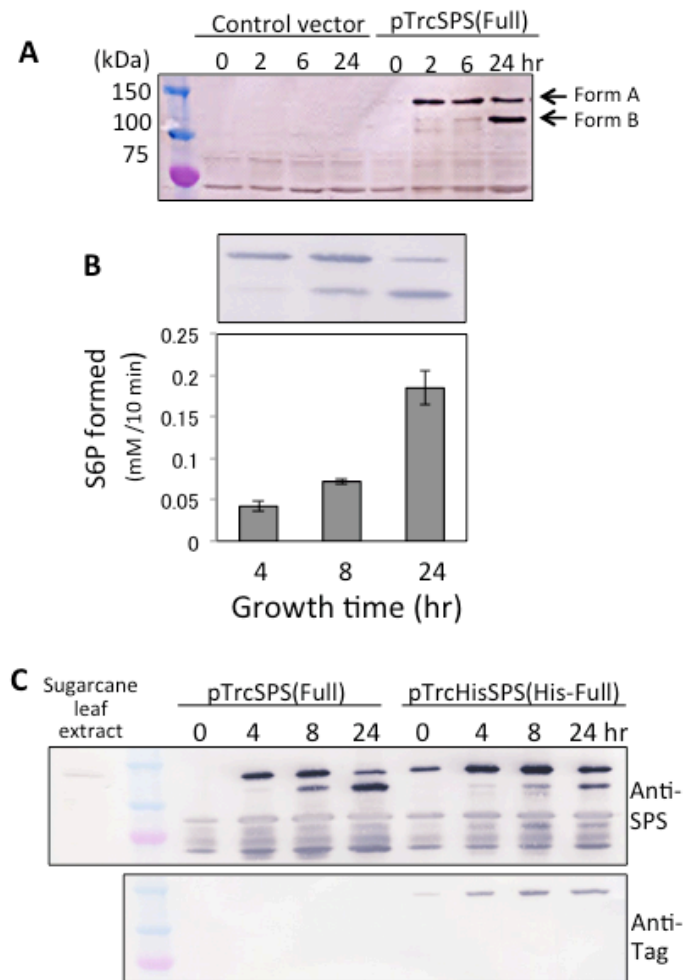 A
Control vector pTrcSPS(Full)
(kDa) 0 2 6 24 0 2 6 24 hr
150
100
75
Form A
Form B
B
0.25
0.2
0.15
0.1
0.05
0
S6P formed
(mM /10 min)
4 8 24
Growth time (hr)
C
Sugarcane
leaf
extract
pTrcSPS(Full) pTrcHisSPS(His-Full)
0 4 8 24 0 4 8 24 hr
Anti-
SPS
Anti-
Tag